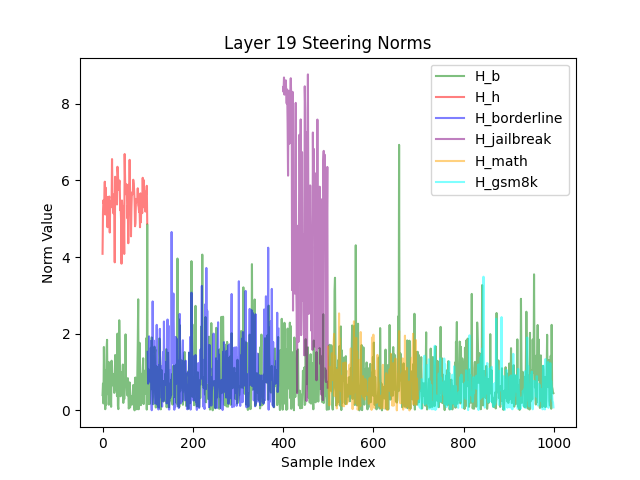 Layer 19 Steering Norms
H_b
H_h
H_borderline
H_jailbreak
H_math
H_gsm8k
Norm Value
8
6
4
2
0
0
200
400
600
800
1000
Sample Index